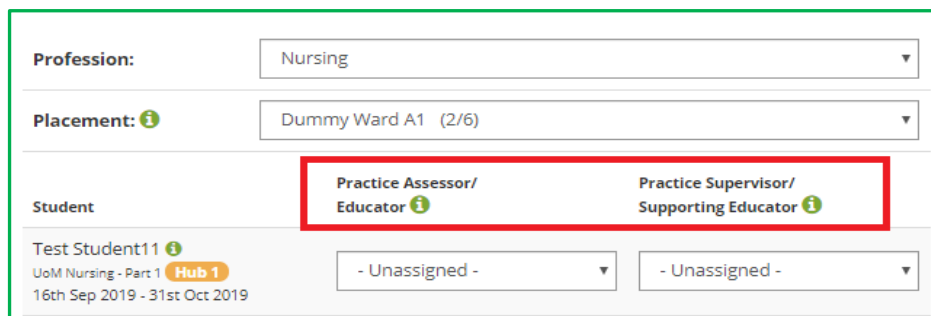 Profession: Nursing
Placement: Dummy Ward A1 (2/6)
Student
Practice Assessor/
Educator
Practice Supervisor/
Supporting Educator
Test Student11
UoM Nursing - Part 1 Hub 1
16th Sep 2019 - 31st Oct 2019
- Unassigned -
- Unassigned -